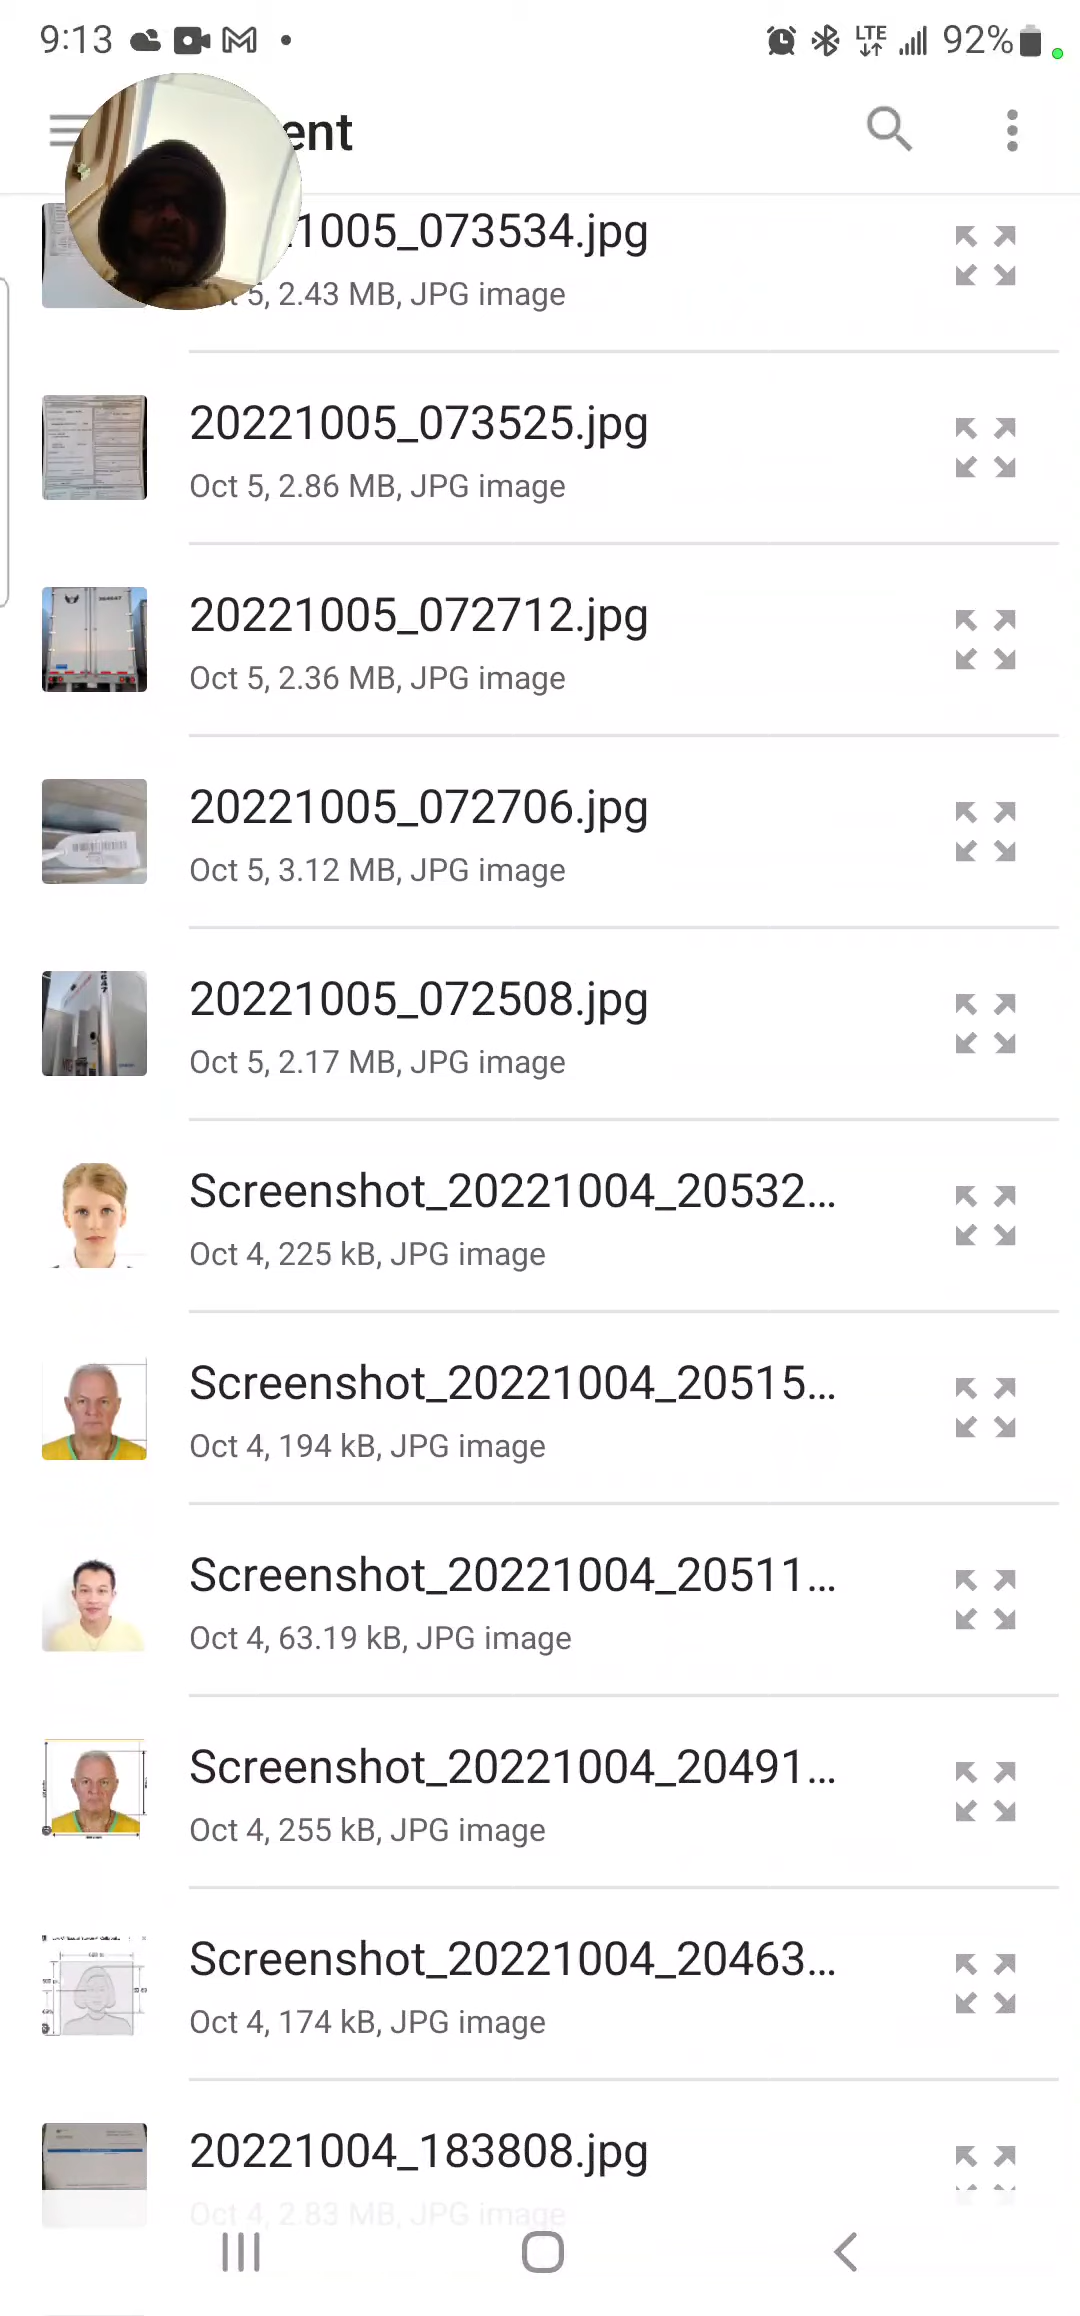 9:13 LTE 92%
ent
1005_073534.jpg
5, 2.43 MB, JPG image
20221005_073525.jpg
Oct 5, 2.86 MB, JPG image
20221005_072712.jpg
Oct 5, 2.36 MB, JPG image
20221005_072706.jpg
Oct 5, 3.12 MB, JPG image
20221005_072508.jpg
Oct 5, 2.17 MB, JPG image
Screenshot_20221004_20532...
Oct 4, 225 kB, JPG image
Screenshot_20221004_20515...
Oct 4, 194 kB, JPG image
Screenshot_20221004_20511...
Oct 4, 63.19 kB, JPG image
Screenshot_20221004_20491...
Oct 4, 255 kB, JPG image
Screenshot_20221004_20463...
Oct 4, 174 kB, JPG image
20221004_183808.jpg
Oct 4, 2.83 MB, JPG image